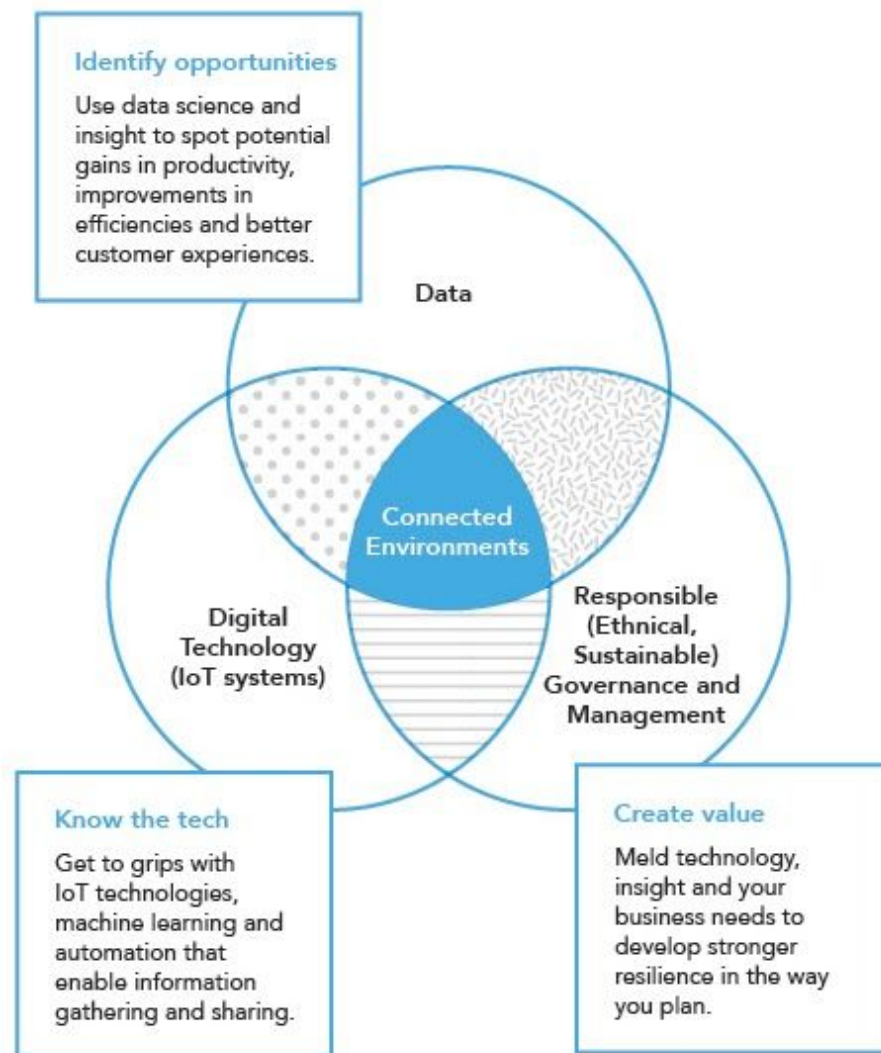 Identify opportunities
Use data science and
insight to spot potential
gains in productivity,
improvements in
efficiencies and better
customer experiences.
Data
Connected
Environments
Digital
Technology
(IoT systems)
Responsible
(Ethnical,
Sustainable)
Governance and
Management
Know the tech
Get to grips with
IoT technologies,
machine learning and
automation that
enable information
gathering and sharing.
Create value
Meld technology,
insight and your
business needs to
develop stronger
resilience in the way
you plan.